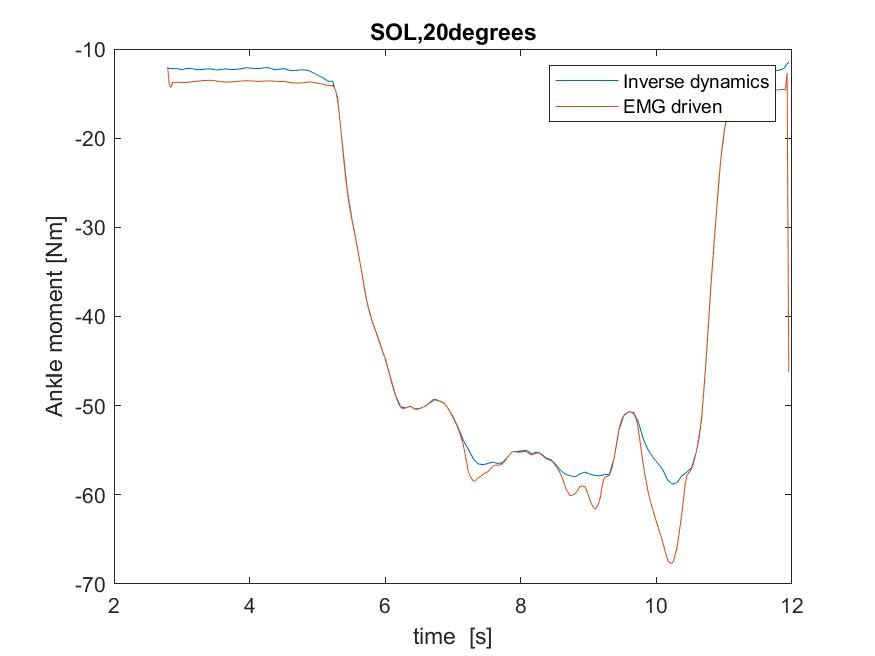 SOL,20degrees
Inverse dynamics
EMG driven
-10
-20
-30
-40
-50
-60
-70
Ankle moment [Nm]
2 4 6 8 10 12
time [s]